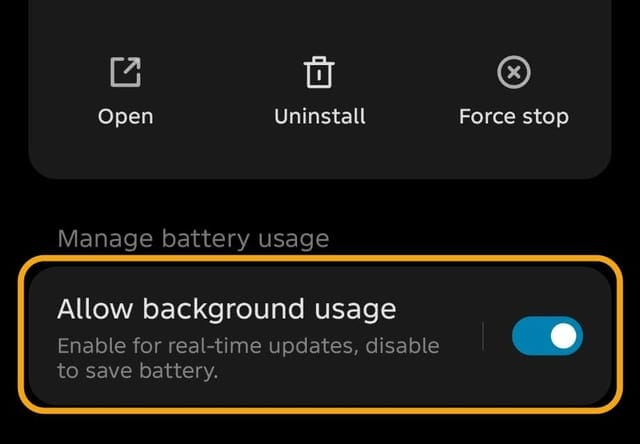 Open
Uninstall
Force stop
Manage battery usage
Allow background usage
Enable for real-time updates, disable
to save battery.